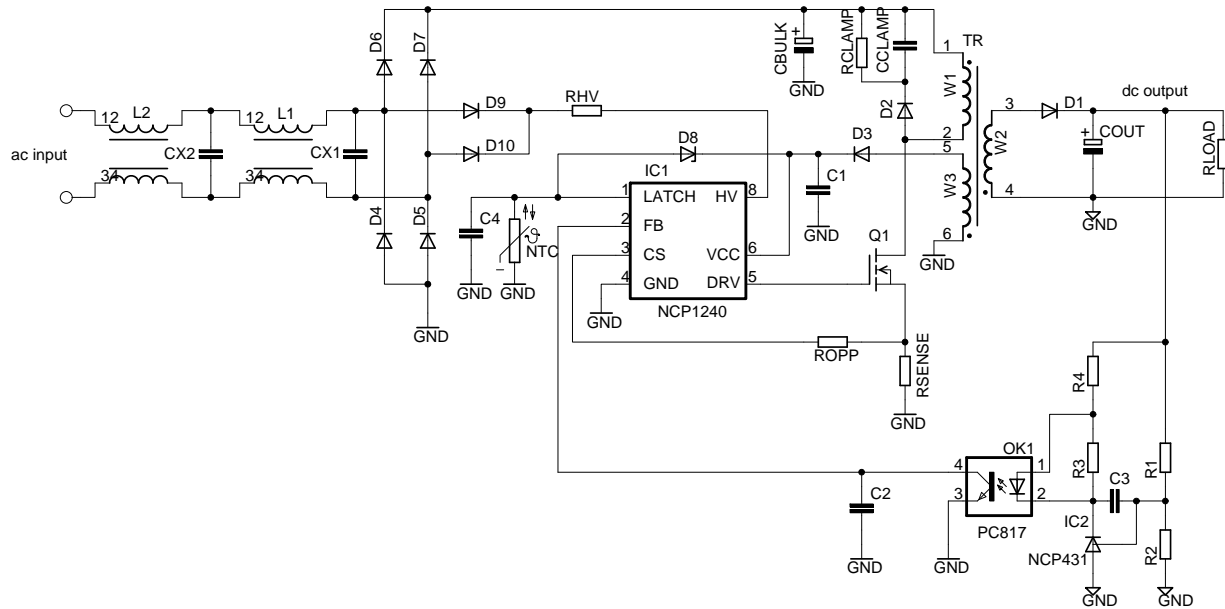 D6
D7
CBULK
+
RCLAMP
CCLAMP
1
TR
W1
12
L2
12
L1
D9
RHV
D2
2
3
D1
dc output
ac input
CX2
CX1
D10
D8
D3
5
W2
+
COUT
RLOAD
34
34
IC1
C1
W3
4
1
LATCH
HV
8
C4
NTC
2
FB
D4
D5
3
CS
VCC
6
Q1
6
GND
GND
GND
GND
GND
4
GND
DRV
5
GND
GND
NCP1240
GND
ROPP
RSENSE
R4
GND
OK1
4
1
R3
R1
C2
3
2
C3
PC817
IC2
NCP431
R2
GND
GND
GND
GND